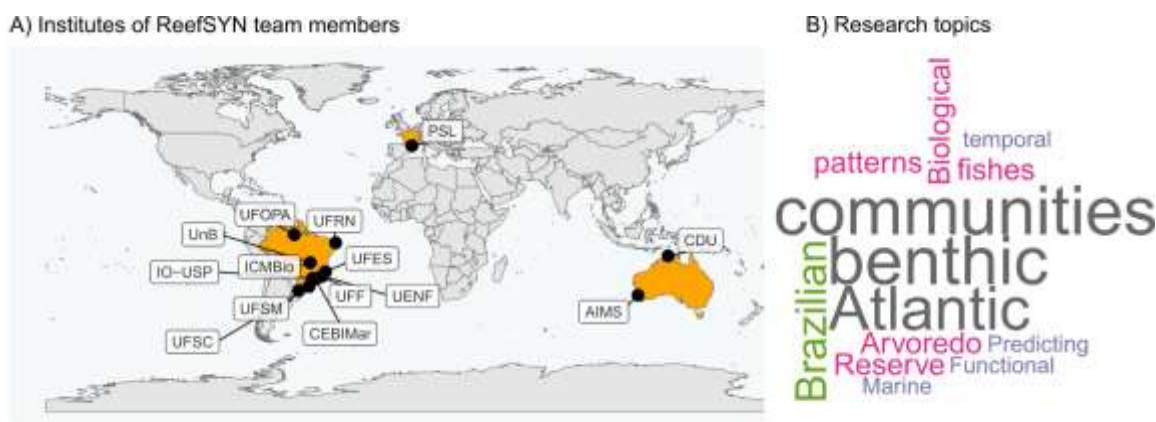 A) Institutes of ReefSYN team members
PSL
UFOPA
UFRN
UnB
CDU
UFES
IO-USP
ICMBio
UFF
UENF
UFSM
AIMS
CEBIMar
UFSC
B) Research topics
Biological
temporal
patterns
fishes
communities
benthic
Brazilian
Atlantic
Arvoredo
Predicting
Reserve
Functional
Marine